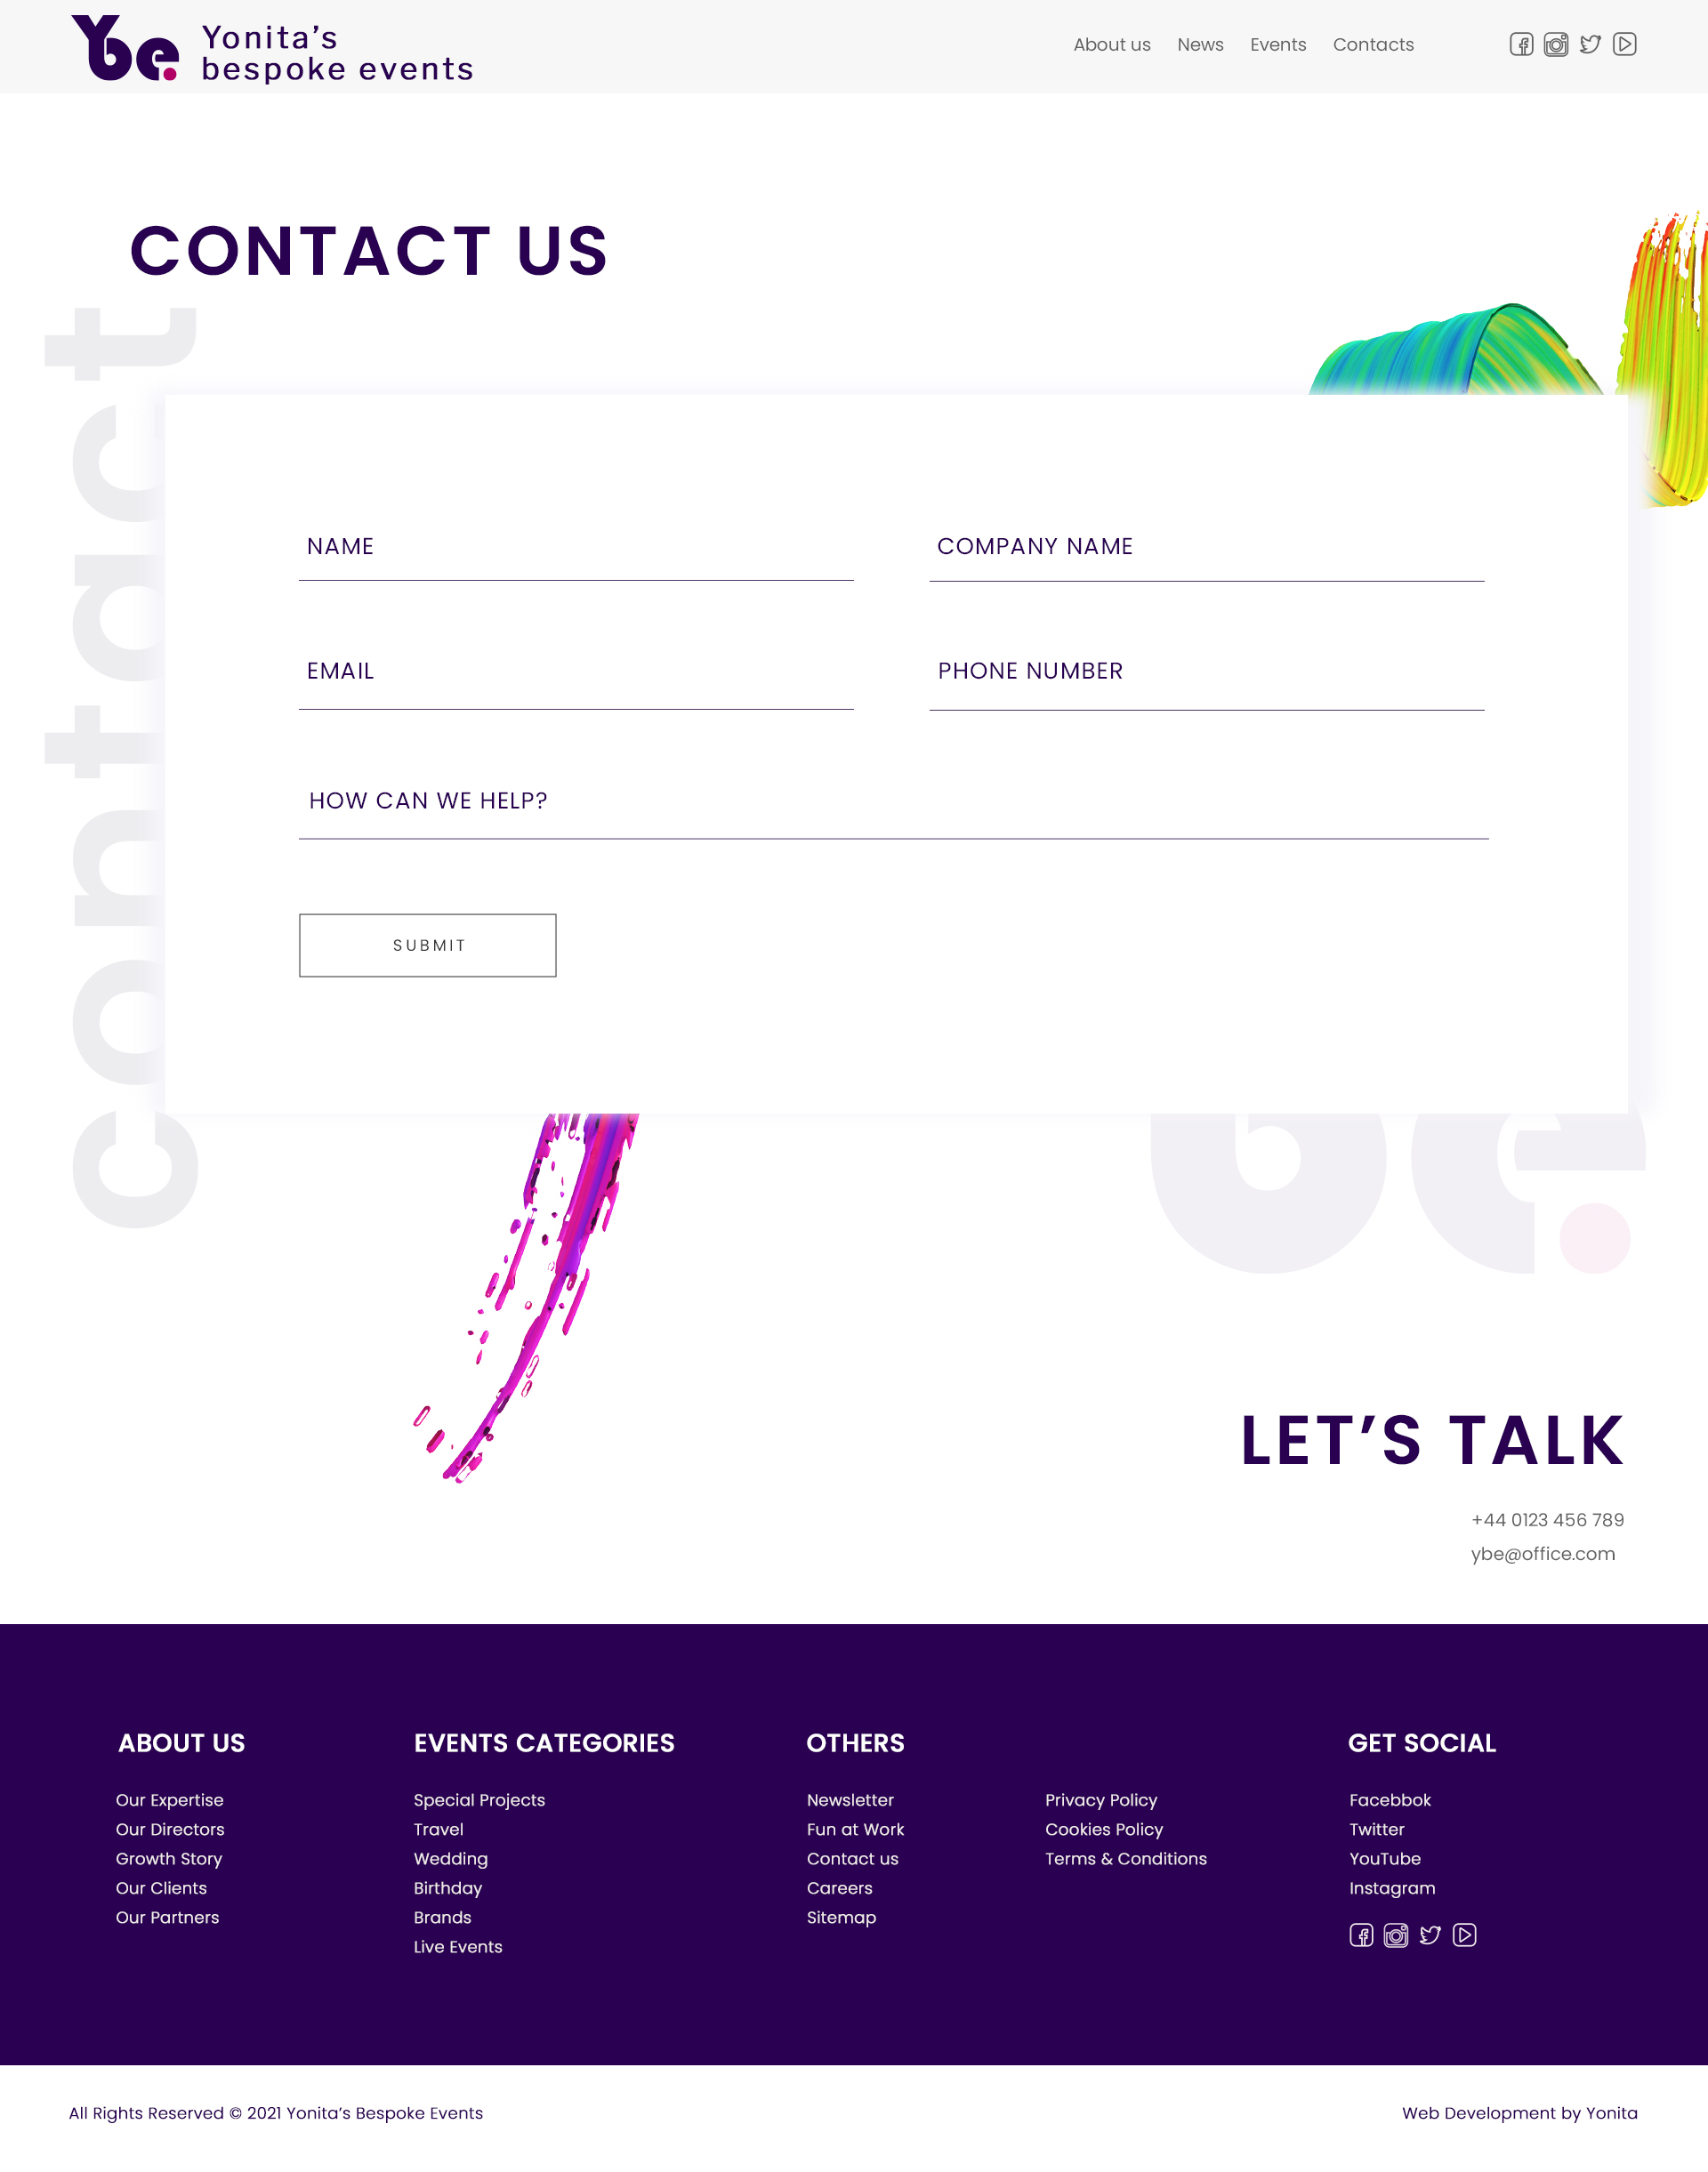 Ybe.
Yonita’s
bespoke events
About us News Events Contacts
CONTACT US
contact
NAME COMPANY NAME
EMAIL PHONE NUMBER
HOW CAN WE HELP?
SUBMIT
be.
LET’S TALK
+44 0123 456 789
ybe@office.com
ABOUT US
Our Expertise
Our Directors
Growth Story
Our Clients
Our Partners
EVENTS CATEGORIES
Special Projects
Travel
Wedding
Birthday
Brands
Live Events
OTHERS
Newsletter
Fun at Work
Contact us
Careers
Sitemap
Privacy Policy
Cookies Policy
Terms & Conditions
GET SOCIAL
Facebbok
Twitter
YouTube
Instagram
All Rights Reserved © 2021 Yonita’s Bespoke Events
Web Development by Yonita